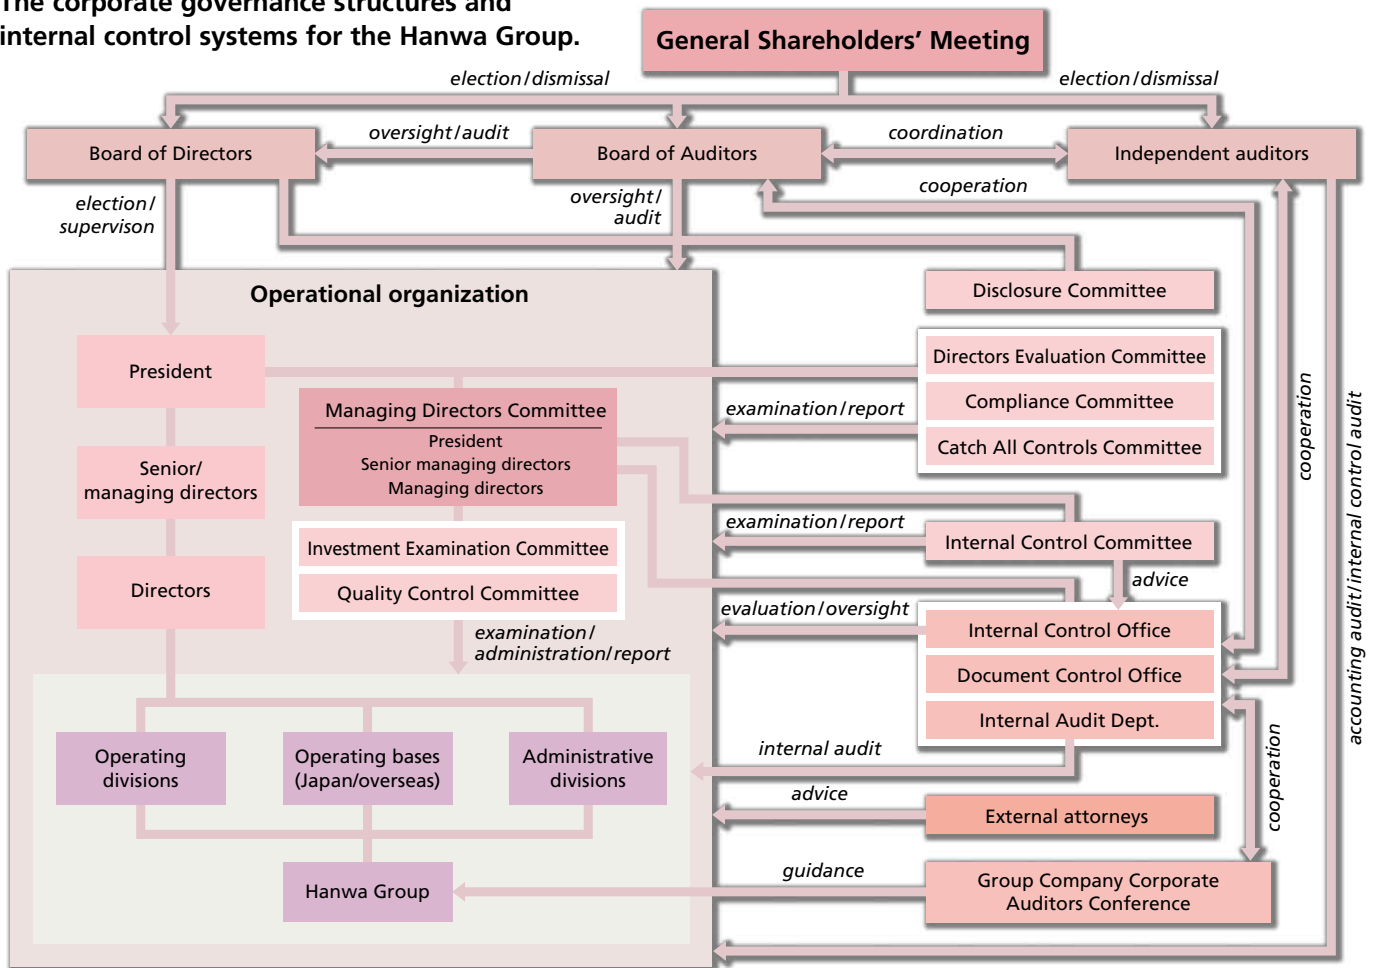 The corporate governance structures and
internal control systems for the Hanwa Group.
General Shareholders' Meeting
election/dismissal
election/dismissal
Board of Directors
oversight/audit
Board of Auditors
coordination
Independent auditors
election/
supervison
oversight/
audit
cooperation
Operational organization
Disclosure Committee
President
Directors Evaluation Committee
Managing Directors Committee
President
Senior managing directors
Managing directors
examination/report
Compliance Committee
Catch All Controls Committee
cooperation
accounting audit/internal control audit
Senior/
managing directors
examination/report
Internal Control Committee
Investment Examination Committee
Quality Control Committee
advice
Directors
evaluation/oversight
Internal Control Office
Document Control Office
Internal Audit Dept.
examination/
administration/report
Operating
divisions
Operating bases
(Japan/overseas)
Administrative
divisions
internal audit
advice
External attorneys
cooperation
Hanwa Group
guidance
Group Company Corporate
Auditors Conference